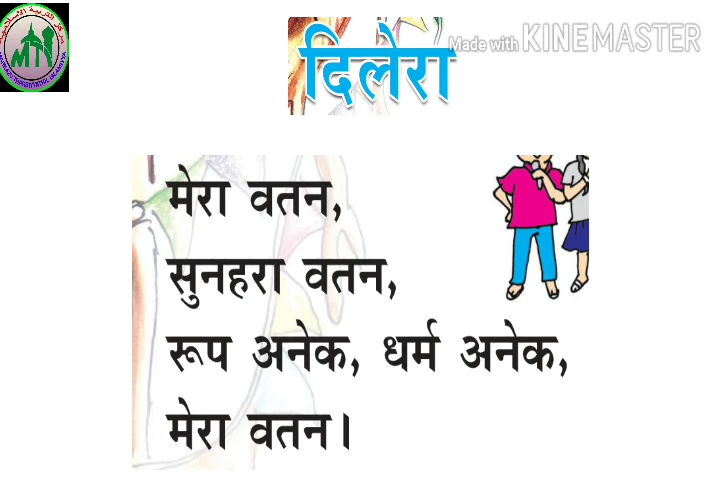 Made with KINEMASTER
दिलेरा
मेरा वतन,
सुनहरा वतन,
रूप अनेक, धर्म अनेक,
मेरा वतन।